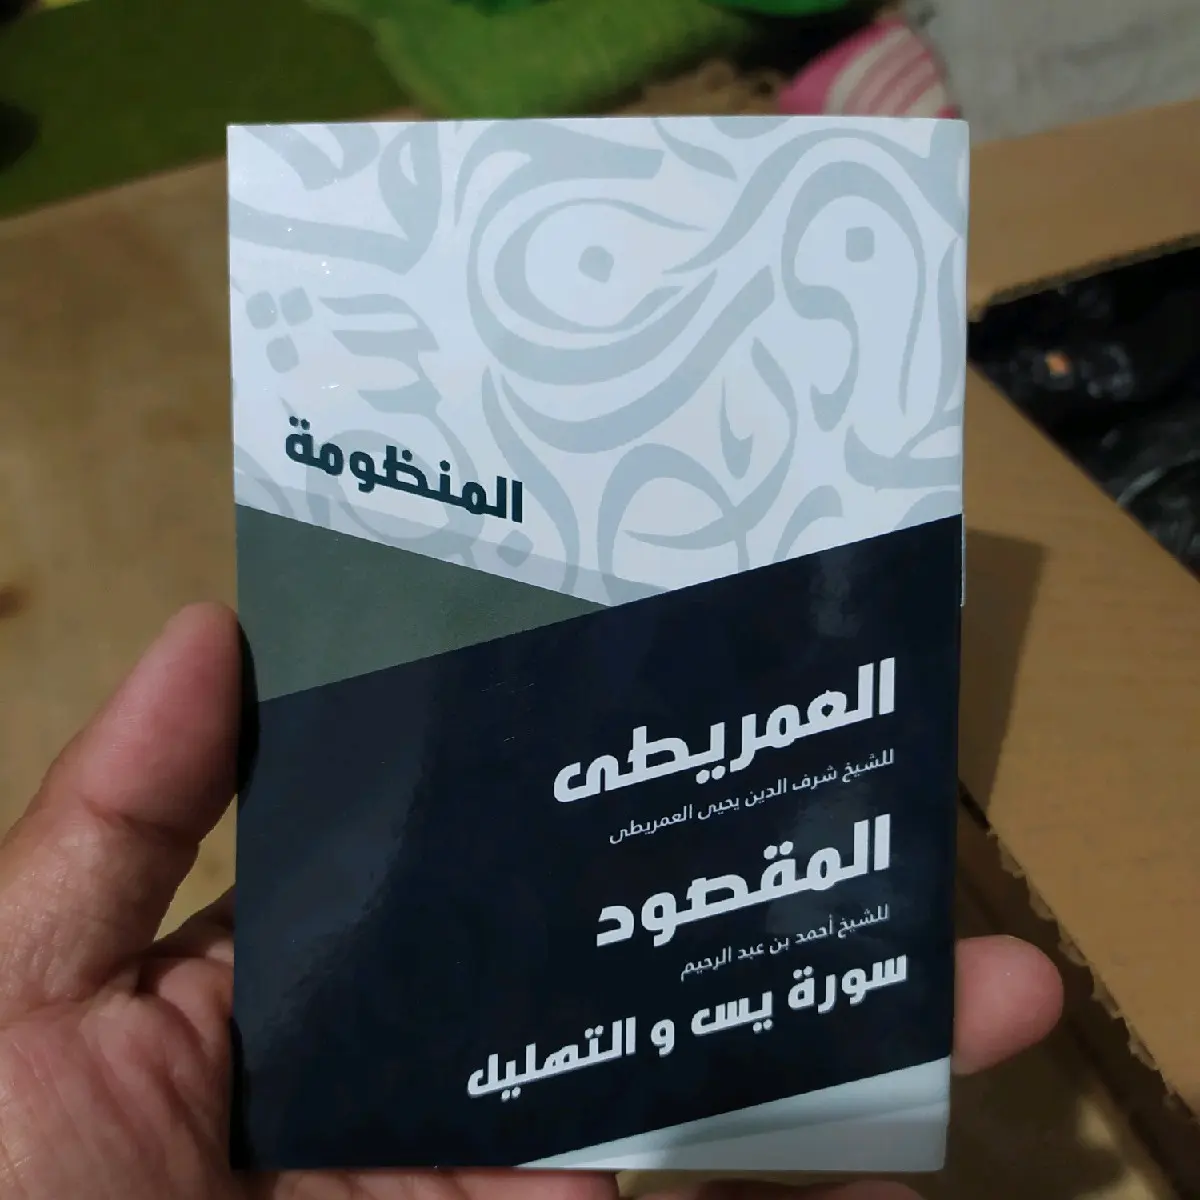 المنظومة
العمريطى
للشيخ شرف الدين يحيى العمريطى
المقصود
للشيخ أحمد بن عبد الرحيم
سورة يس و التهليل